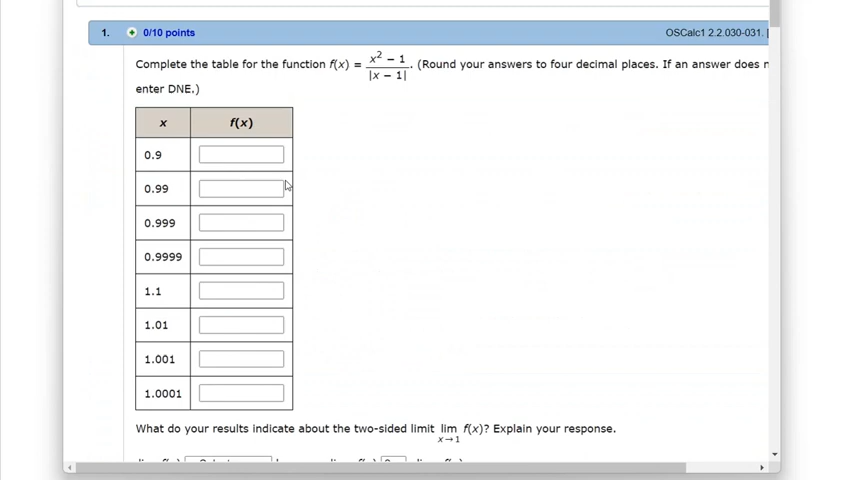 1. + 0/10 points OSCalc1 2.2.030-031. [
Complete the table for the function f(x) = x² − 1 / |x − 1| . (Round your answers to four decimal places. If an answer does
enter DNE.)
x f(x)
0.9
0.99
0.999
0.9999
1.1
1.01
1.001
1.0001
What do your results indicate about the two-sided limit lim x→1 f(x)? Explain your response.